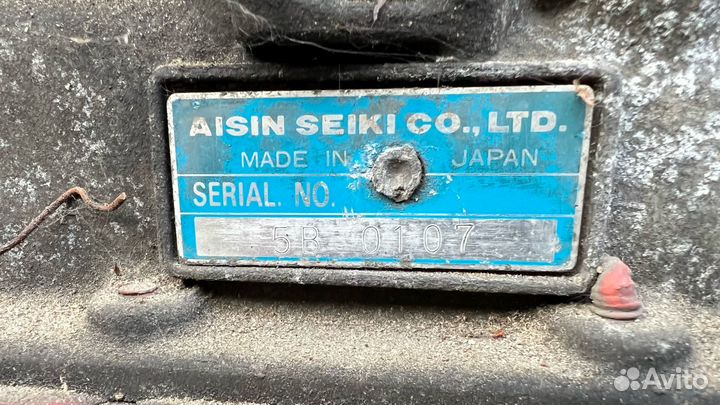 AISIN SEIKI CO., LTD.
MADE IN JAPAN
SERIAL. NO.
5B 0107
Avito